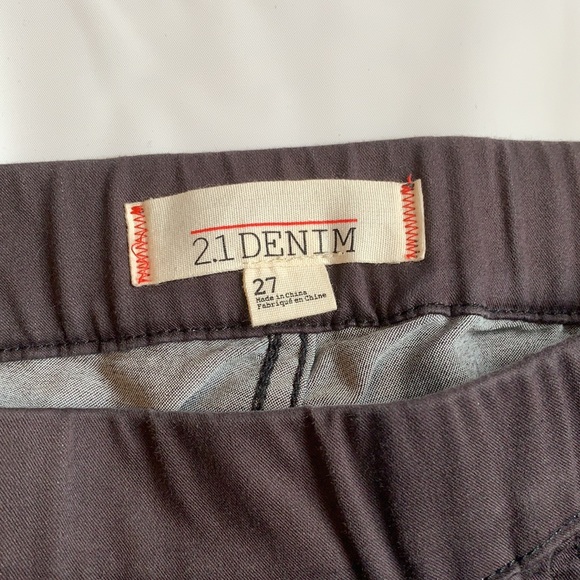 2.1 DENIM
27
Made in China
Fabriqué en Chine